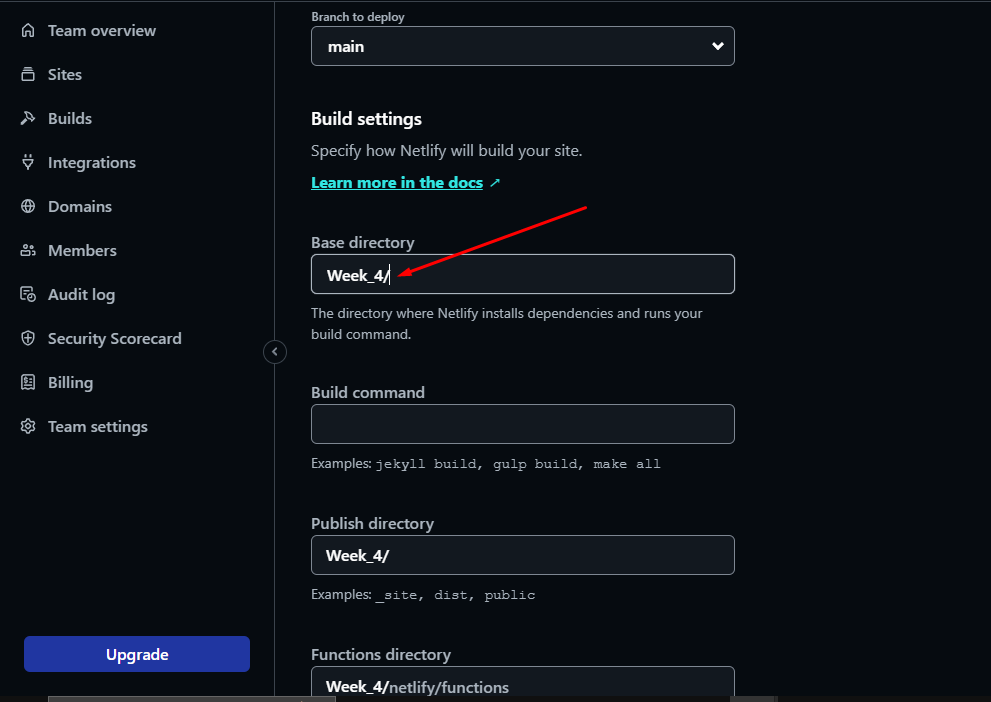 Team overview
Sites
Builds
Integrations
Domains
Members
Audit log
Security Scorecard
Billing
Team settings
Upgrade
Branch to deploy
main
Build settings
Specify how Netlify will build your site.
Learn more in the docs ↗
Base directory
Week_4/
The directory where Netlify installs dependencies and runs your
build command.
Build command
Examples: jekyll build, gulp build, make all
Publish directory
Week_4/
Examples: _site, dist, public
Functions directory
Week_4/netlify/functions